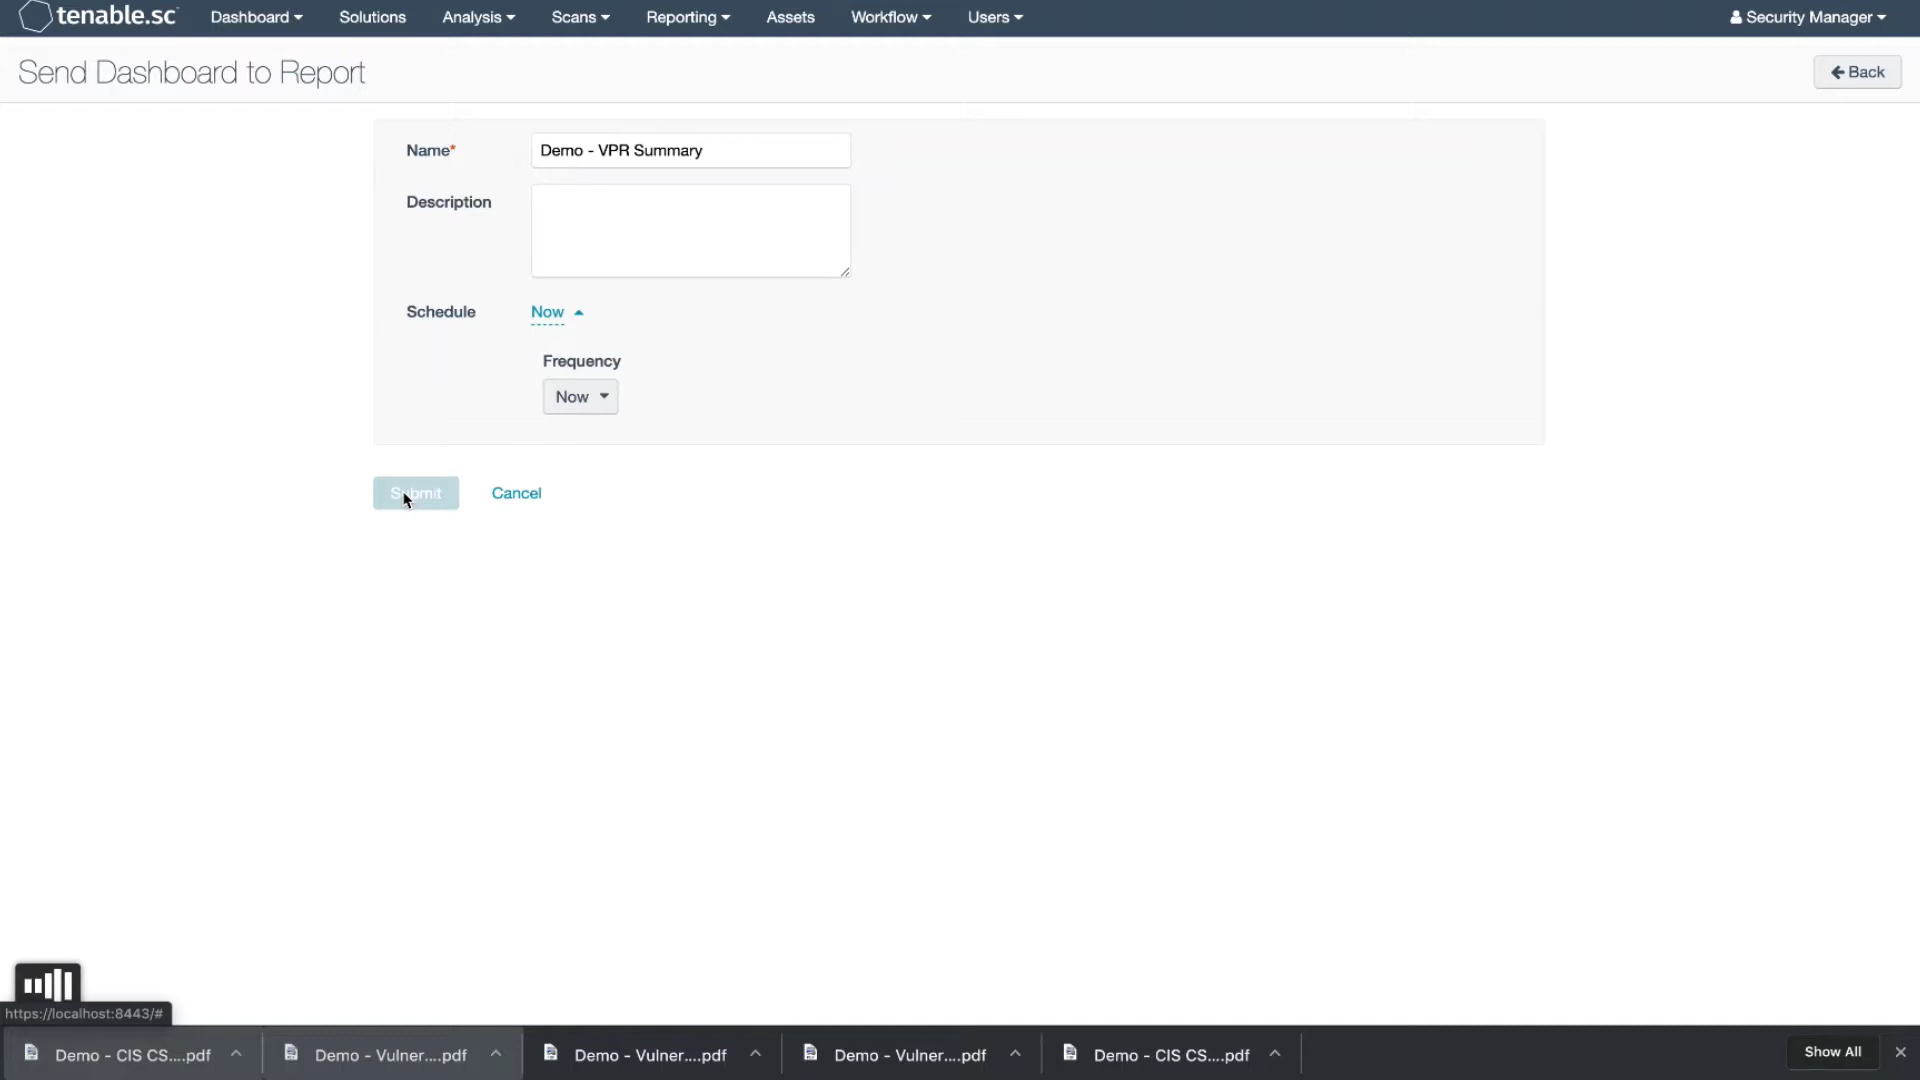 tenable.sc Dashboard Solutions Analysis Scans Reporting Assets Workflow Users Security Manager
Send Dashboard to Report
Back
Name* Demo - VPR Summary
Description
Schedule Now
Frequency
Now
Submit Cancel
https://localhost:8443/#
Demo - CIS CS....pdf Demo - Vulner....pdf Demo - Vulner....pdf Demo - Vulner....pdf Demo - CIS CS....pdf Show All